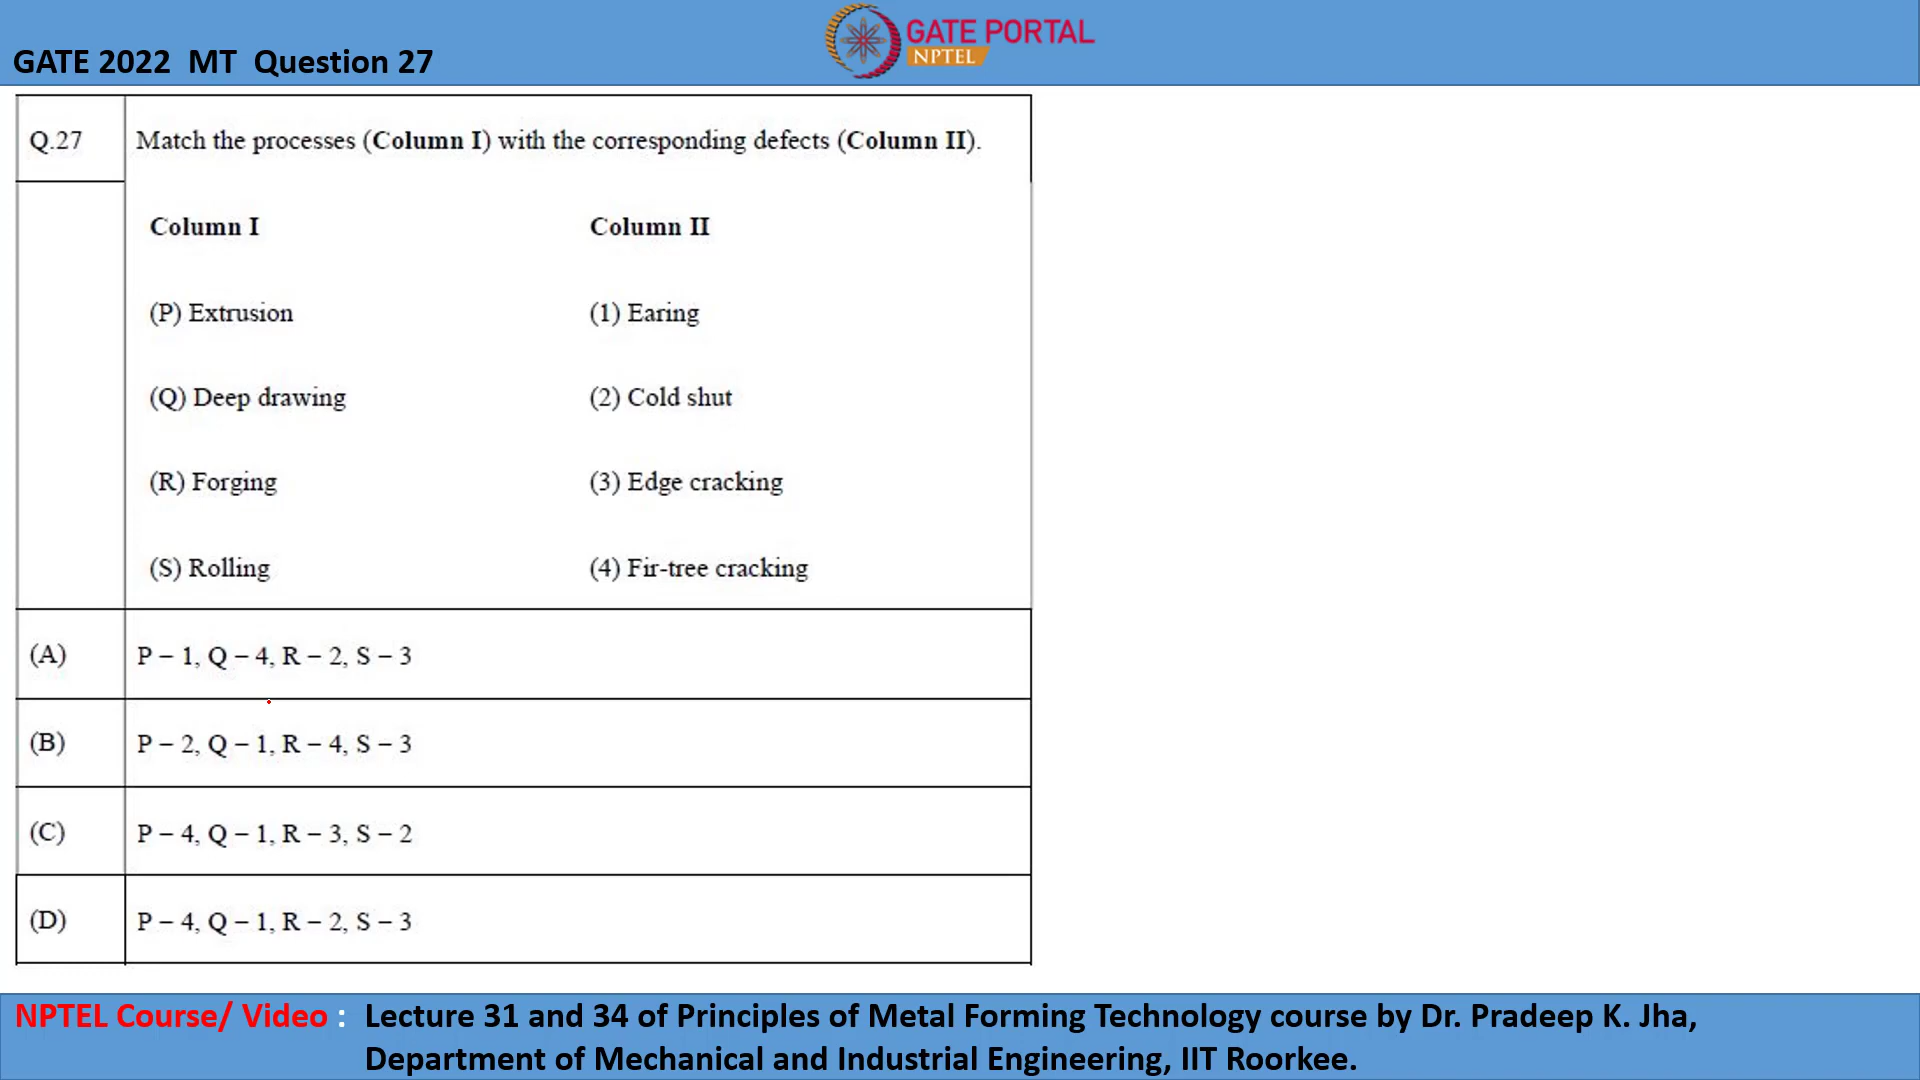 GATE PORTAL
NPTEL
GATE 2022 MT Question 27
Q.27 Match the processes (Column I) with the corresponding defects (Column II).
Column I Column II
(P) Extrusion (1) Earing
(Q) Deep drawing (2) Cold shut
(R) Forging (3) Edge cracking
(S) Rolling (4) Fir-tree cracking
(A) P – 1, Q – 4, R – 2, S – 3
(B) P – 2, Q – 1, R – 4, S – 3
(C) P – 4, Q – 1, R – 3, S – 2
(D) P – 4, Q – 1, R – 2, S – 3
NPTEL Course/ Video : Lecture 31 and 34 of Principles of Metal Forming Technology course by Dr. Pradeep K. Jha,
Department of Mechanical and Industrial Engineering, IIT Roorkee.